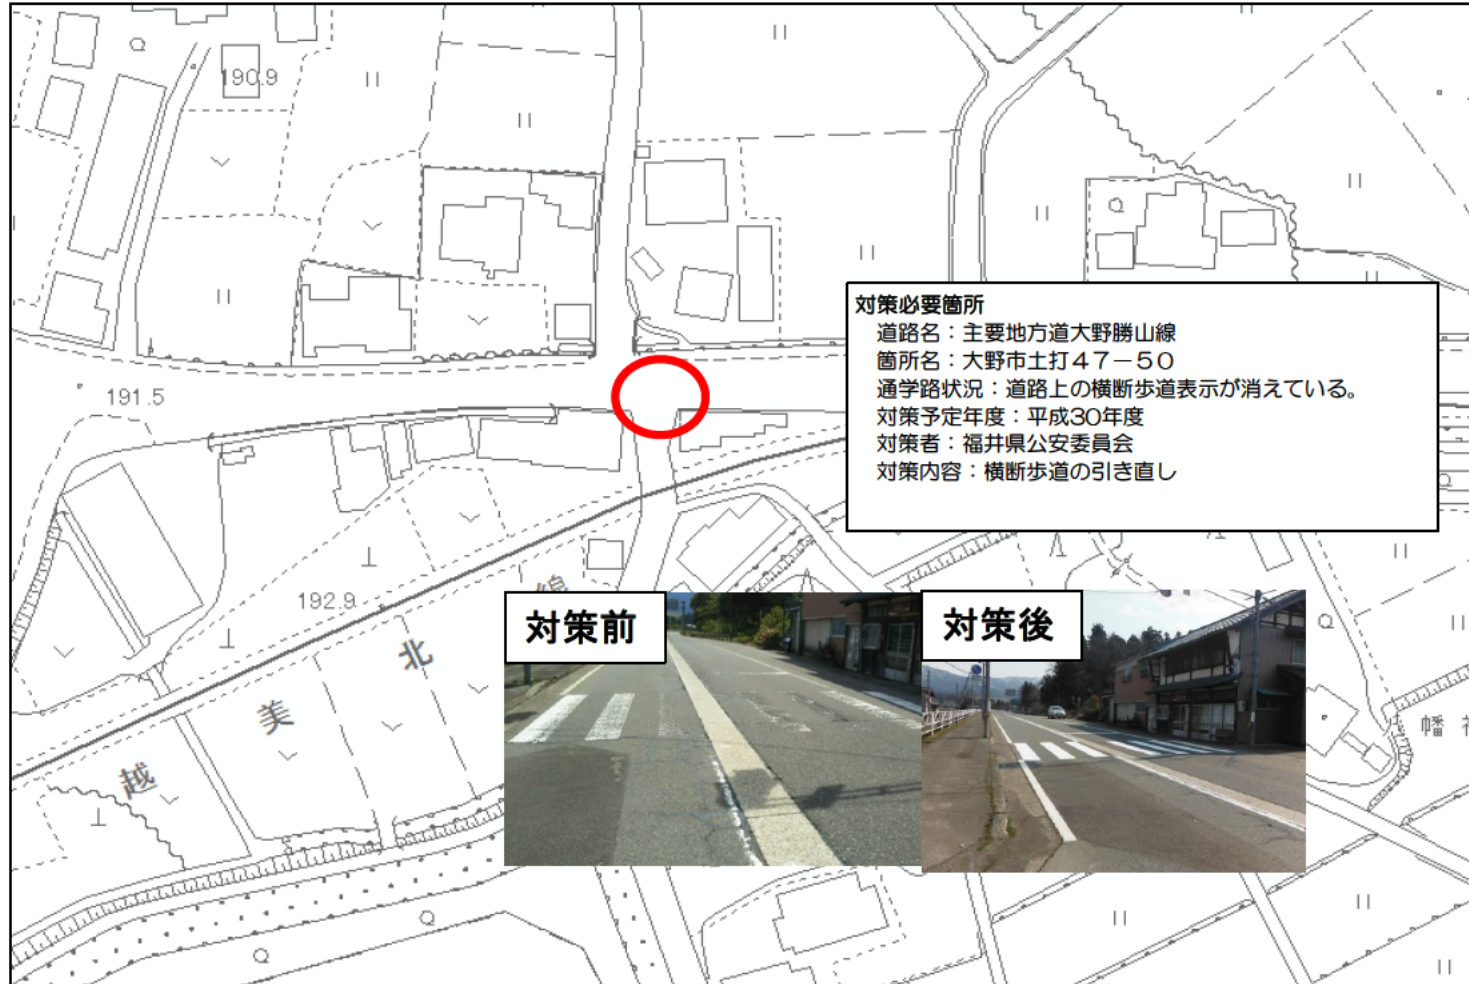 190.9
対策必要箇所
道路名：主要地方道大野勝山線
箇所名：大野市土打４７－５０
通学路状況：道路上の横断歩道表示が消えている。
対策予定年度：平成30年度
対策者：福井県公安委員会
対策内容：横断歩道の引き直し
191.5
192.9
対策前
対策後
越美北線
幡